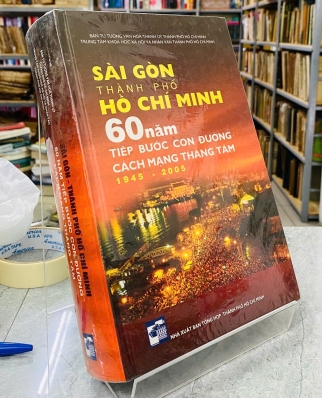 BAN TƯ TƯỞNG VĂN HÓA THÀNH ỦY THÀNH PHỐ HỒ CHÍ MINH
TRUNG TÂM KHOA HỌC XÃ HỘI VÀ NHÂN VĂN THÀNH PHỐ HỒ CHÍ MINH
SÀI GÒN
THÀNH PHỐ
HỒ CHÍ MINH
60 năm
TIẾP BƯỚC CON ĐƯỜNG
CÁCH MẠNG THÁNG TÁM
1945 - 2005
NHÀ XUẤT BẢN TỔNG HỢP THÀNH PHỐ HỒ CHÍ MINH
SÀI GÒN - THÀNH PHỐ HỒ CHÍ MINH